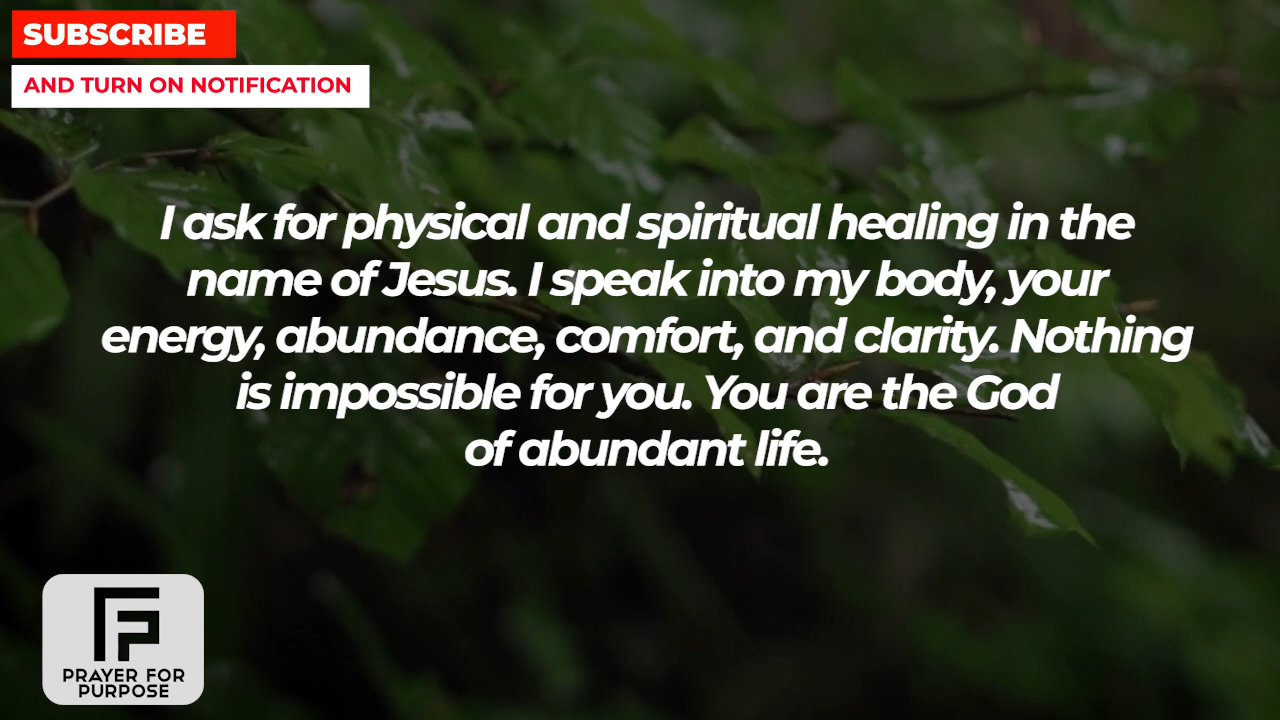 SUBSCRIBE
AND TURN ON NOTIFICATION
I ask for physical and spiritual healing in the
name of Jesus. I speak into my body, your
energy, abundance, comfort, and clarity. Nothing
is impossible for you. You are the God
of abundant life.
PRAYER FOR
PURPOSE